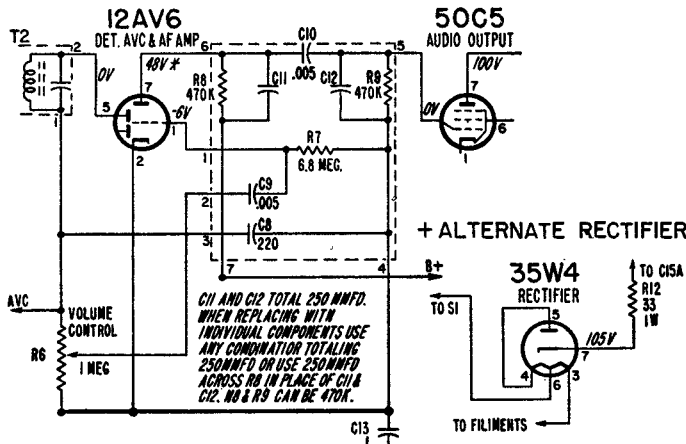 12AV6
DET. AVC & AF AMP
50C5
AUDIO OUTPUT
T2
2
1
0V
48V *
7
5
-6V
1
2
6
C10
.005
5
R8
470K
C11
C12
R9
470K
100V
7
0V
6
1
1
R7
6.8 MEG.
2
C9
.005
3
C8
220
7
4
B+
+ ALTERNATE RECTIFIER
35W4
RECTIFIER
TO C15A
R12
33
1W
TO S1
5
105V
7
4
6
3
TO FILIMENTS
AVC
VOLUME
CONTROL
R6
1 MEG
C11 AND C12 TOTAL 250 MMFD.
WHEN REPLACING WITH
INDIVIDUAL COMPONENTS USE
ANY COMBINATIOR TOTALING
250MMFD OR USE 250MMFD
ACROSS R8 IN PLACE OF C11 &
C12. N8 & R9 CAN BE 470K.
C13